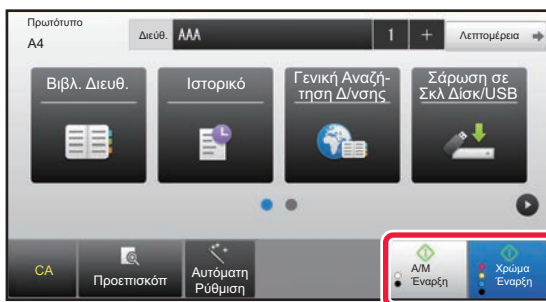 Πρωτότυπο
A4
Διεύθ. AAA 1 + Λεπτομέρεια
Βιβλ. Διευθ.
Ιστορικό
Γενική Αναζή-
τηση Δ/νσης
Σάρωση σε
Σκλ Δίσκ/USB
CA
Προεπισκόπ
Αυτόματη
Ρύθμιση
Α/Μ
Έναρξη
Χρώμα
Έναρξη